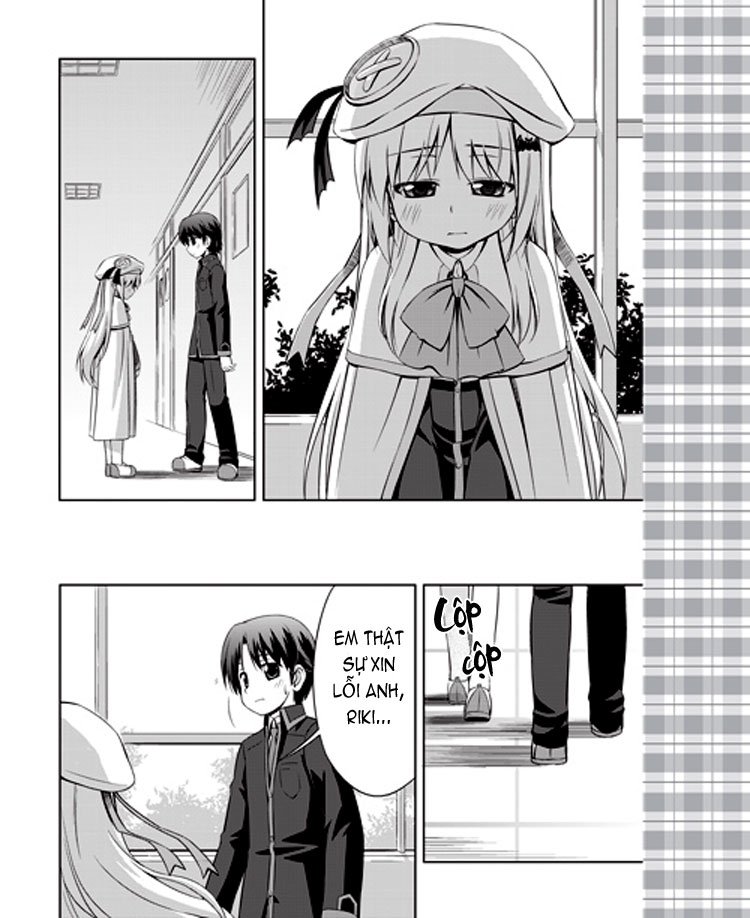 Cộp
cộp
EM THẬT
SỰ XIN
LỖI ANH,
RIKI...